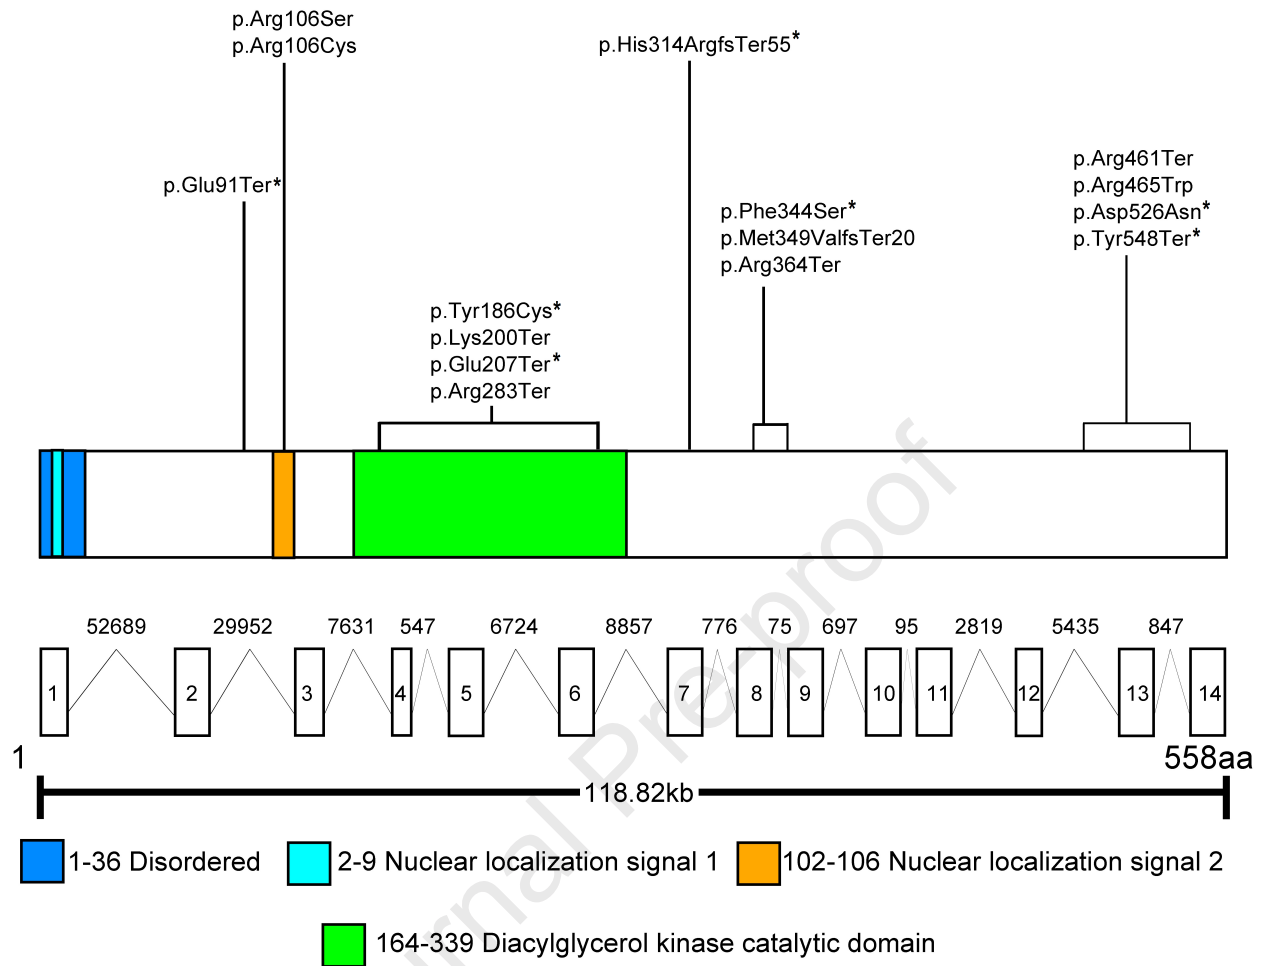 p.Arg106Ser
p.Arg106Cys
p.His314ArgfsTer55*
p.Glu91Ter*
p.Arg461Ter
p.Arg465Trp
p.Asp526Asn*
p.Tyr548Ter*
p.Phe344Ser*
p.Met349ValfsTer20
p.Arg364Ter
p.Tyr186Cys*
p.Lys200Ter
p.Glu207Ter*
p.Arg283Ter
52689 29952 7631 547 6724 8857 776 75 697 95 2819 5435 847
1 2 3 4 5 6 7 8 9 10 11 12 13 14
1 558aa
118.82kb
1-36 Disordered 2-9 Nuclear localization signal 1 102-106 Nuclear localization signal 2
164-339 Diacylglycerol kinase catalytic domain
rnal Pre-proof